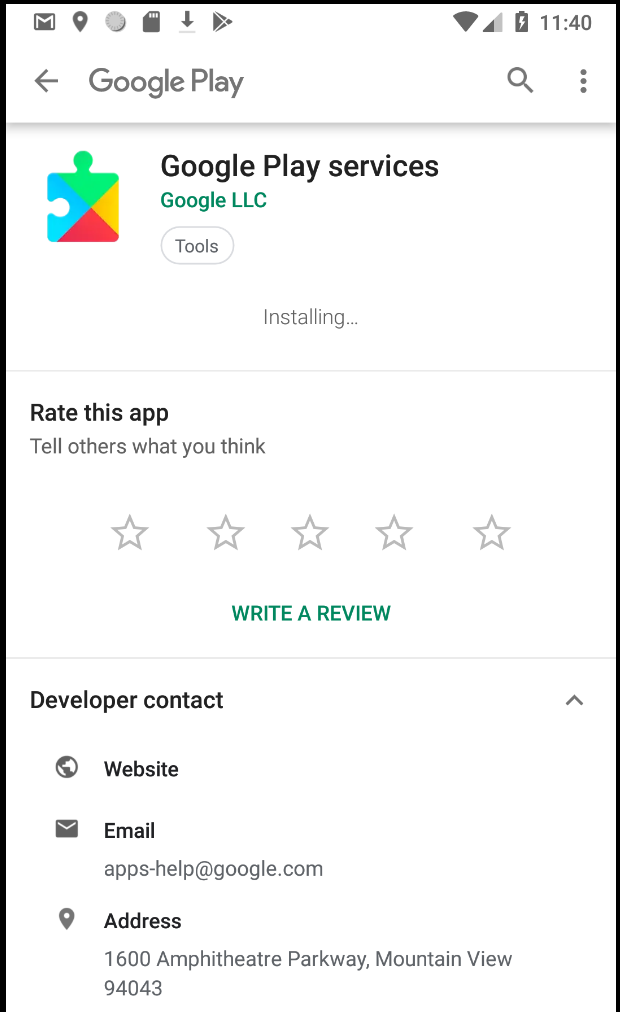 11:40
Google Play
Google Play services
Google LLC
Tools
Installing...
Rate this app
Tell others what you think
WRITE A REVIEW
Developer contact
Website
Email
apps-help@google.com
Address
1600 Amphitheatre Parkway, Mountain View
94043